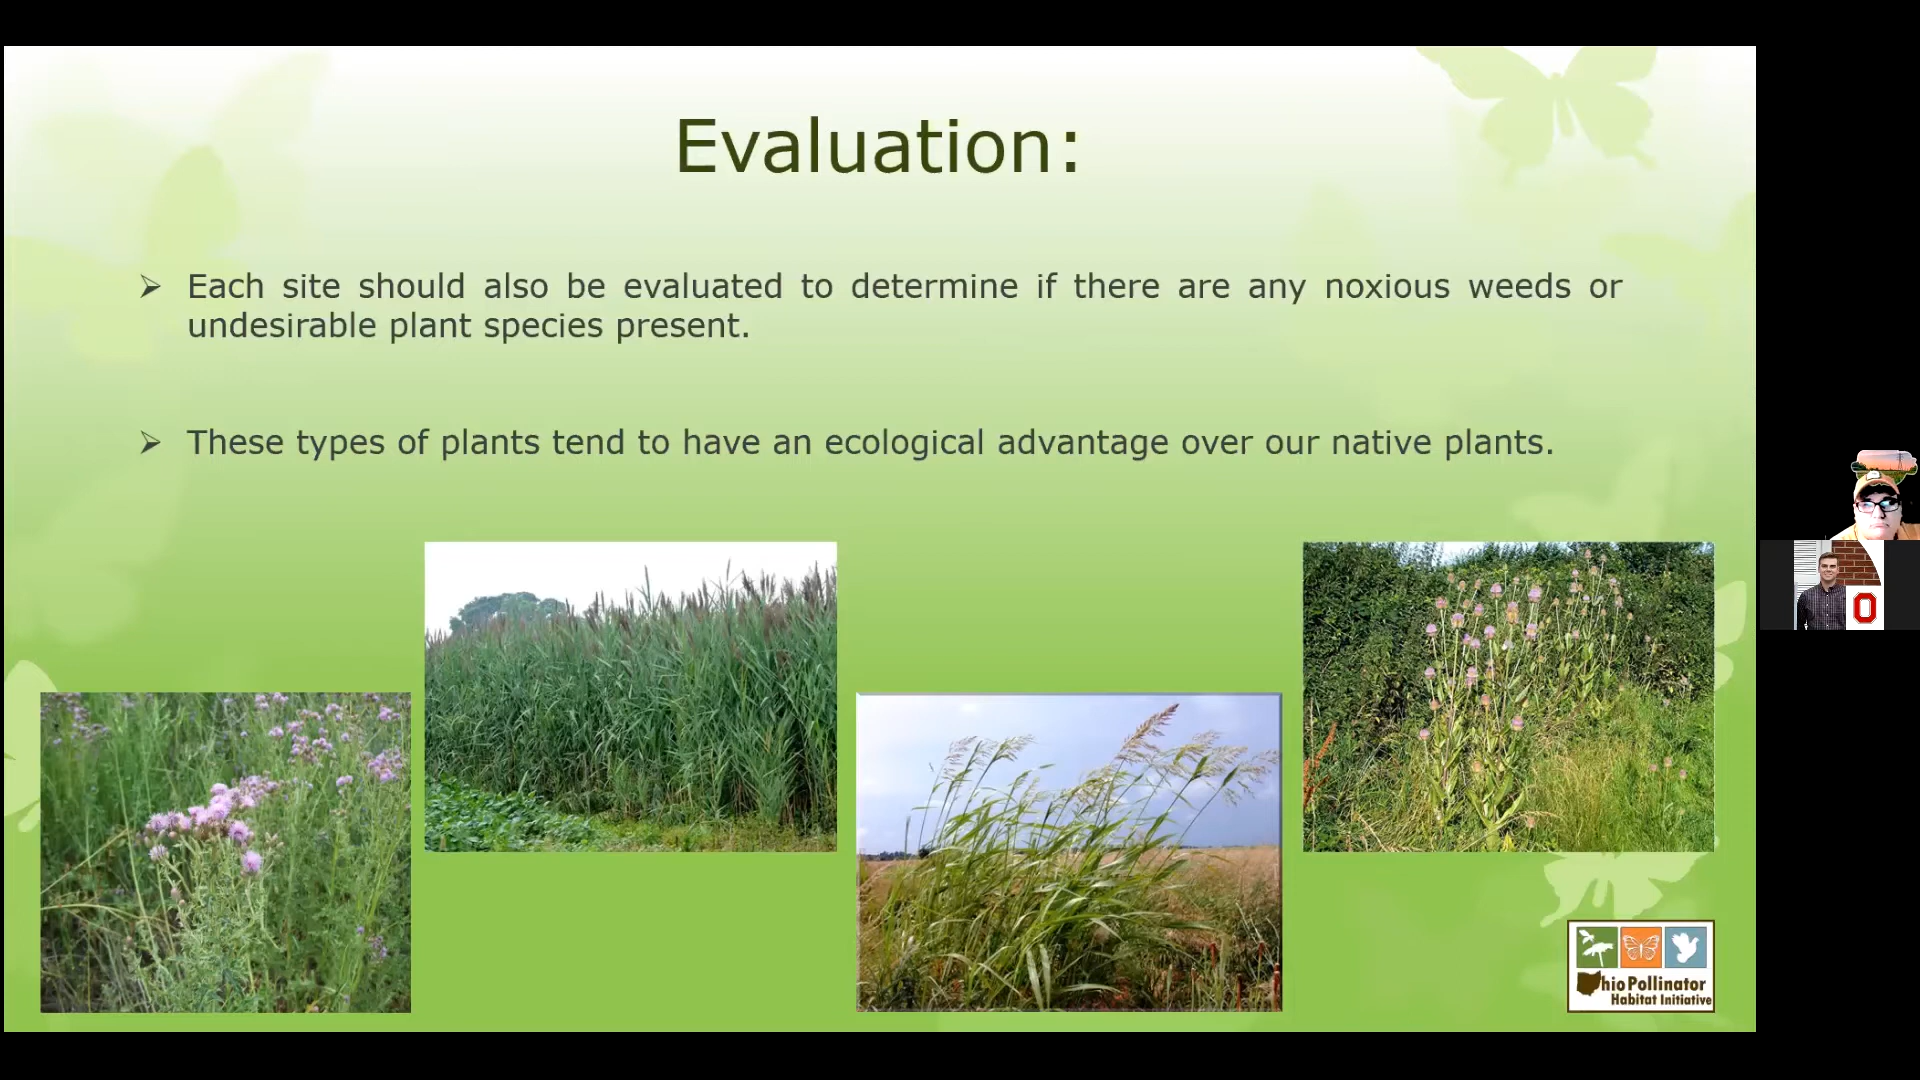 Evaluation:
➢ Each site should also be evaluated to determine if there are any noxious weeds or
undesirable plant species present.
➢ These types of plants tend to have an ecological advantage over our native plants.
O
hio Pollinator
Habitat Initiative